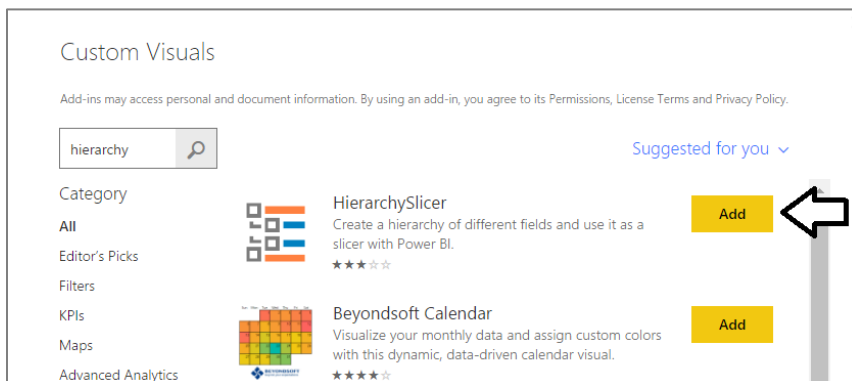 Custom Visuals
Add-ins may access personal and document information. By using an add-in, you agree to its Permissions, License Terms and Privacy Policy.
hierarchy
Suggested for you
Category
All
Editor's Picks
Filters
KPIs
Maps
Advanced Analytics
HierarchySlicer
Create a hierarchy of different fields and use it as a
slicer with Power BI.
Add
Beyondsoft Calendar
Visualize your monthly data and assign custom colors
with this dynamic, data-driven calendar visual.
Add
BEYONDSOFT